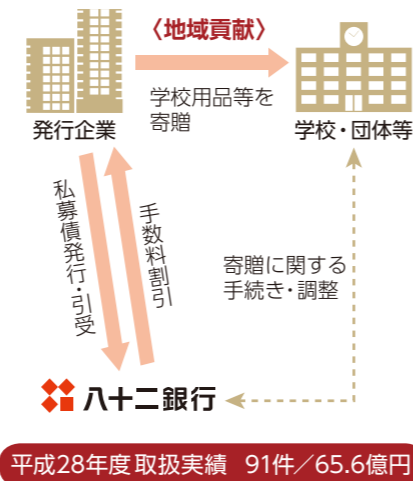 〈地域貢献〉
学校用品等を
寄贈
発行企業
学校・団体等
私募債発行・引受
手数料割引
寄贈に関する
手続き・調整
八十二銀行
平成28年度取扱実績 91件／65.6億円